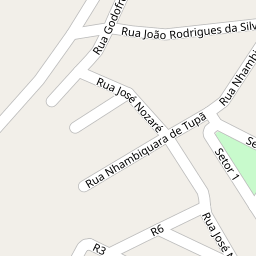 Rua João Rodrigues da Silv
Rua Godofr
Rua Nhambi
Rua José Nozaré
Rua Nhambiquara de Tupã
Se
Setor 1
R6
R3
Rua José N